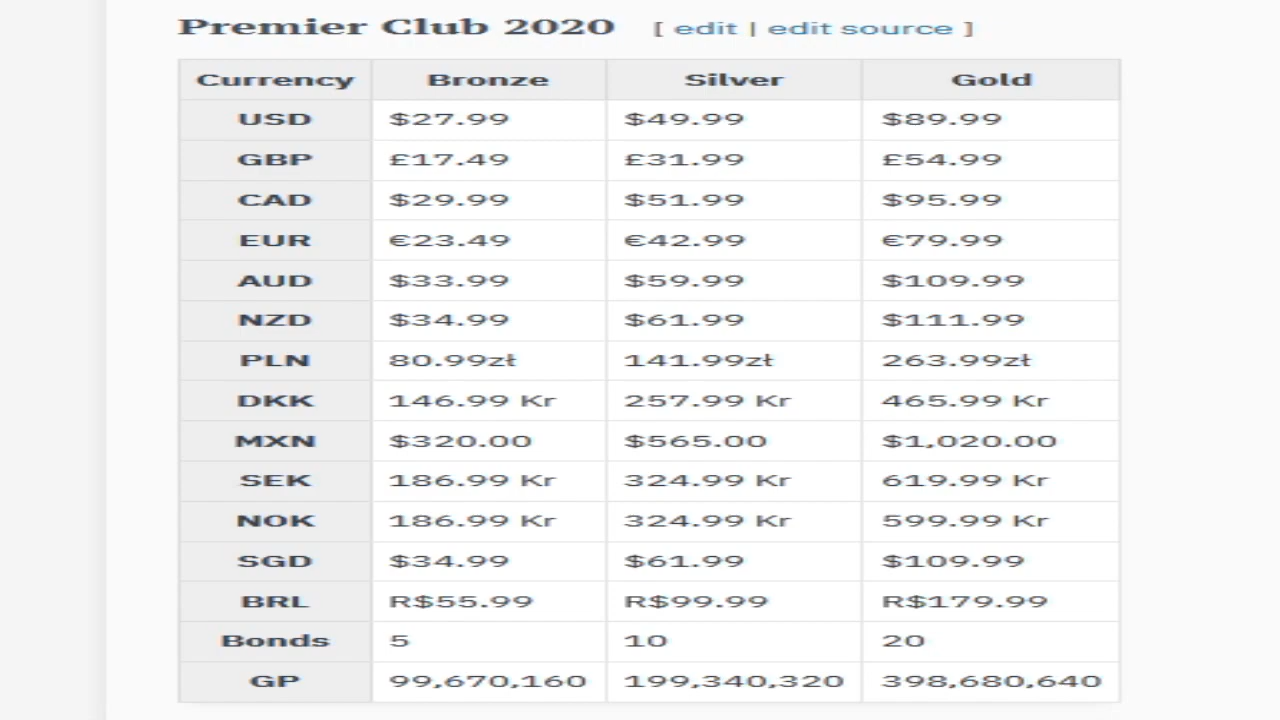 Premier Club 2020 [ edit | edit source ]
Currency Bronze Silver Gold
USD $27.99 $49.99 $89.99
GBP £17.49 £31.99 £54.99
CAD $29.99 $51.99 $95.99
EUR €23.49 €42.99 €79.99
AUD $33.99 $59.99 $109.99
NZD $34.99 $61.99 $111.99
PLN 80.99zł 141.99zł 263.99zł
DKK 146.99 Kr 257.99 Kr 465.99 Kr
MXN $320.00 $565.00 $1,020.00
SEK 186.99 Kr 324.99 Kr 619.99 Kr
NOK 186.99 Kr 324.99 Kr 599.99 Kr
SGD $34.99 $61.99 $109.99
BRL R$55.99 R$99.99 R$179.99
Bonds 5 10 20
GP 99,670,160 199,340,320 398,680,640